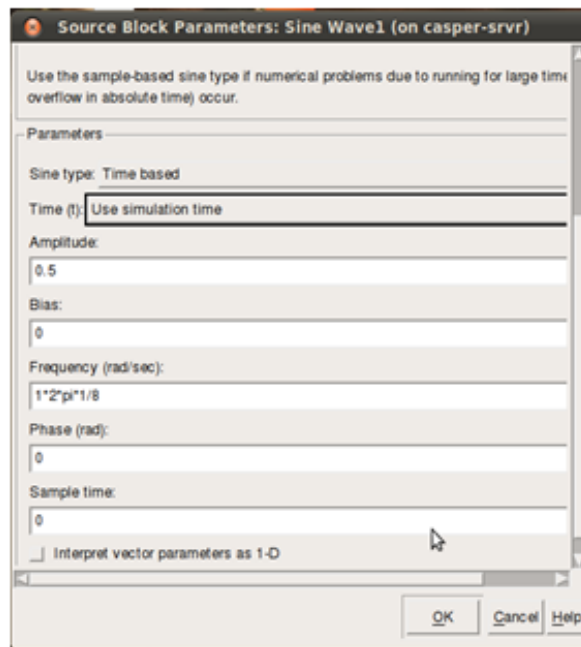 Source Block Parameters: Sine Wave1 (on casper-srvr)
Use the sample-based sine type if numerical problems due to running for large time
overflow in absolute time) occur.
Parameters
Sine type: Time based
Time (t): Use simulation time
Amplitude:
0.5
Bias:
0
Frequency (rad/sec):
1*2*pi*1/8
Phase (rad):
0
Sample time:
0
Interpret vector parameters as 1-D
OK Cancel Help